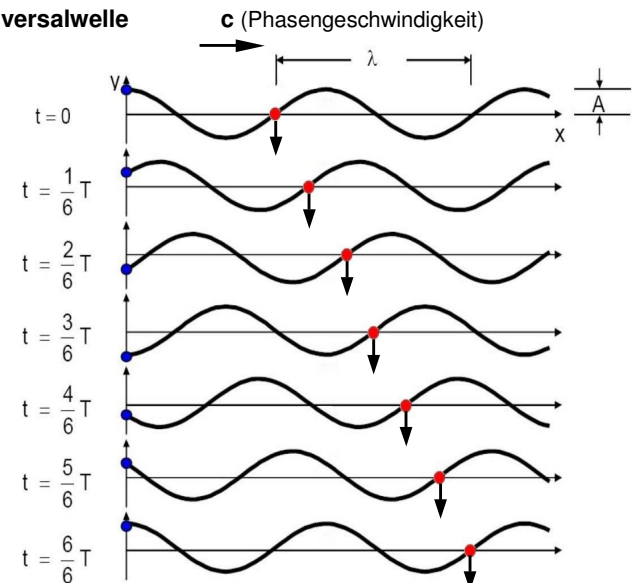 versalwelle c (Phasengeschwindigkeit)
λ
y
A
t = 0
x
t = 1/6 T
t = 2/6 T
t = 3/6 T
t = 4/6 T
t = 5/6 T
t = 6/6 T